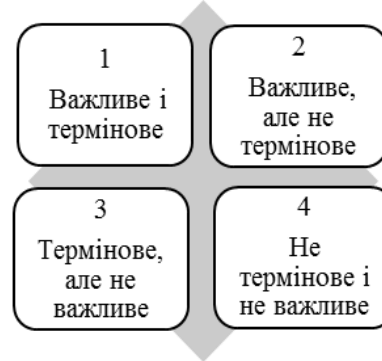 1
Важливе і
термінове
2
Важливе,
але не
термінове
3
Термінове,
але не
важливе
4
Не
термінове і
не важливе